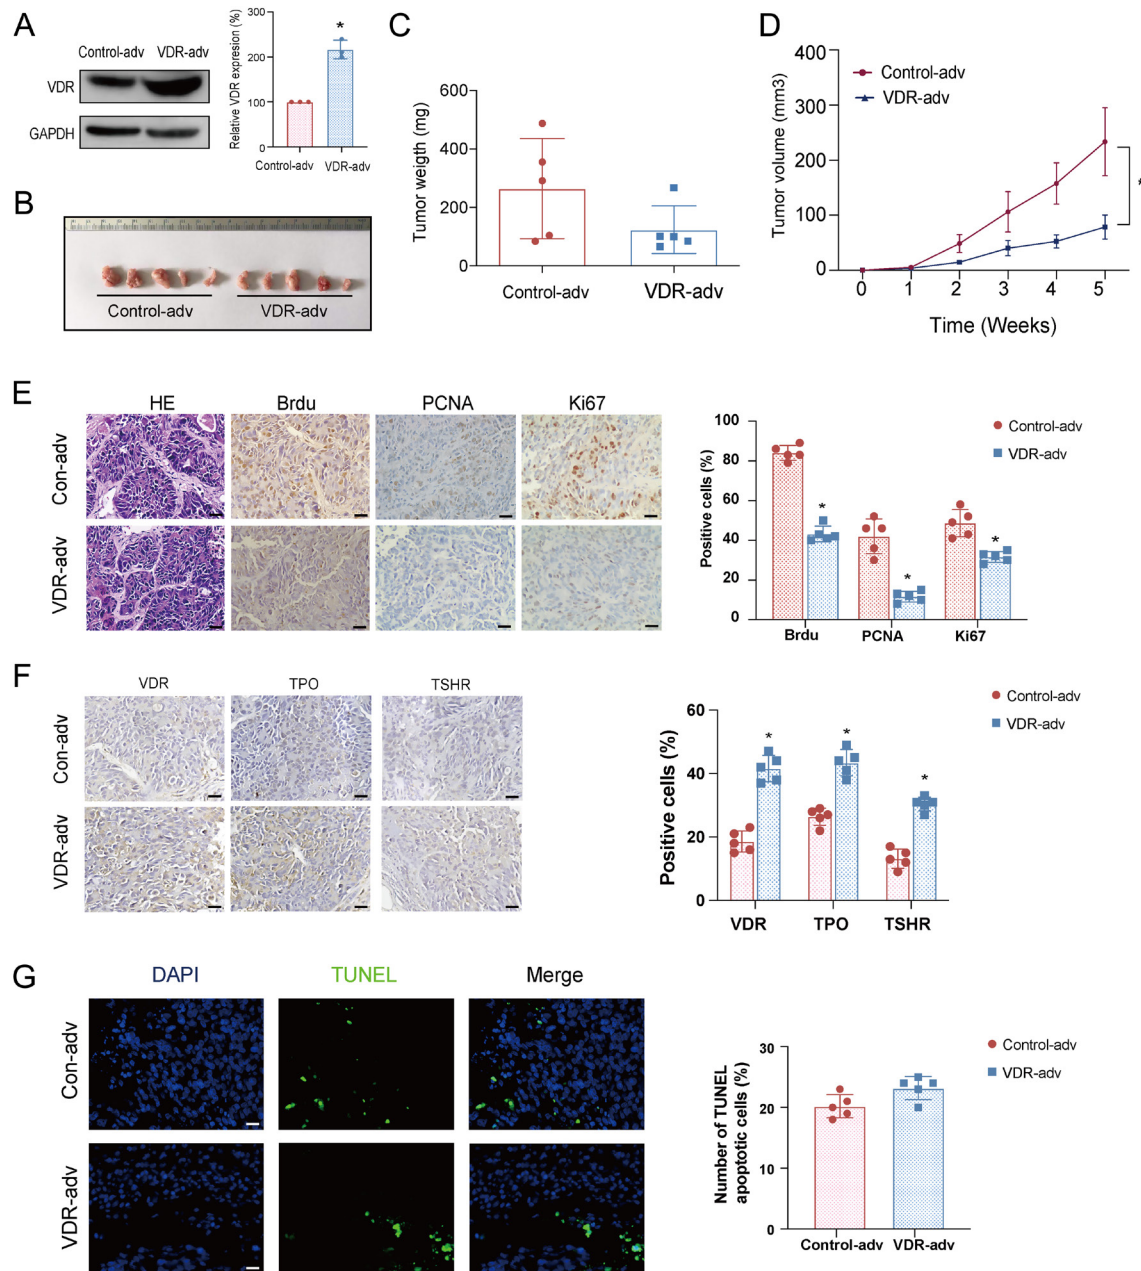 A
Control-adv VDR-adv
VDR
GAPDH
Relative VDR expresion (%)
300
200
100
0
*
Control-adv VDR-adv
B
Control-adv VDR-adv
C
Tumor weigth (mg)
600
400
200
0
Control-adv VDR-adv
D
Tumor volume (mm3)
400
300
200
100
0
Control-adv
VDR-adv
*
0 1 2 3 4 5
Time (Weeks)
E
HE Brdu PCNA Ki67
Con-adv
VDR-adv
Positive cells (%)
100
80
60
40
20
0
Control-adv
VDR-adv
* * *
Brdu PCNA Ki67
F
VDR TPO TSHR
Con-adv
VDR-adv
Positive cells (%)
60
40
20
0
Control-adv
VDR-adv
* * *
VDR TPO TSHR
G
DAPI TUNEL Merge
Con-adv
VDR-adv
Number of TUNEL
apoptotic cells (%)
30
20
10
0
Control-adv
VDR-adv
Control-adv VDR-adv